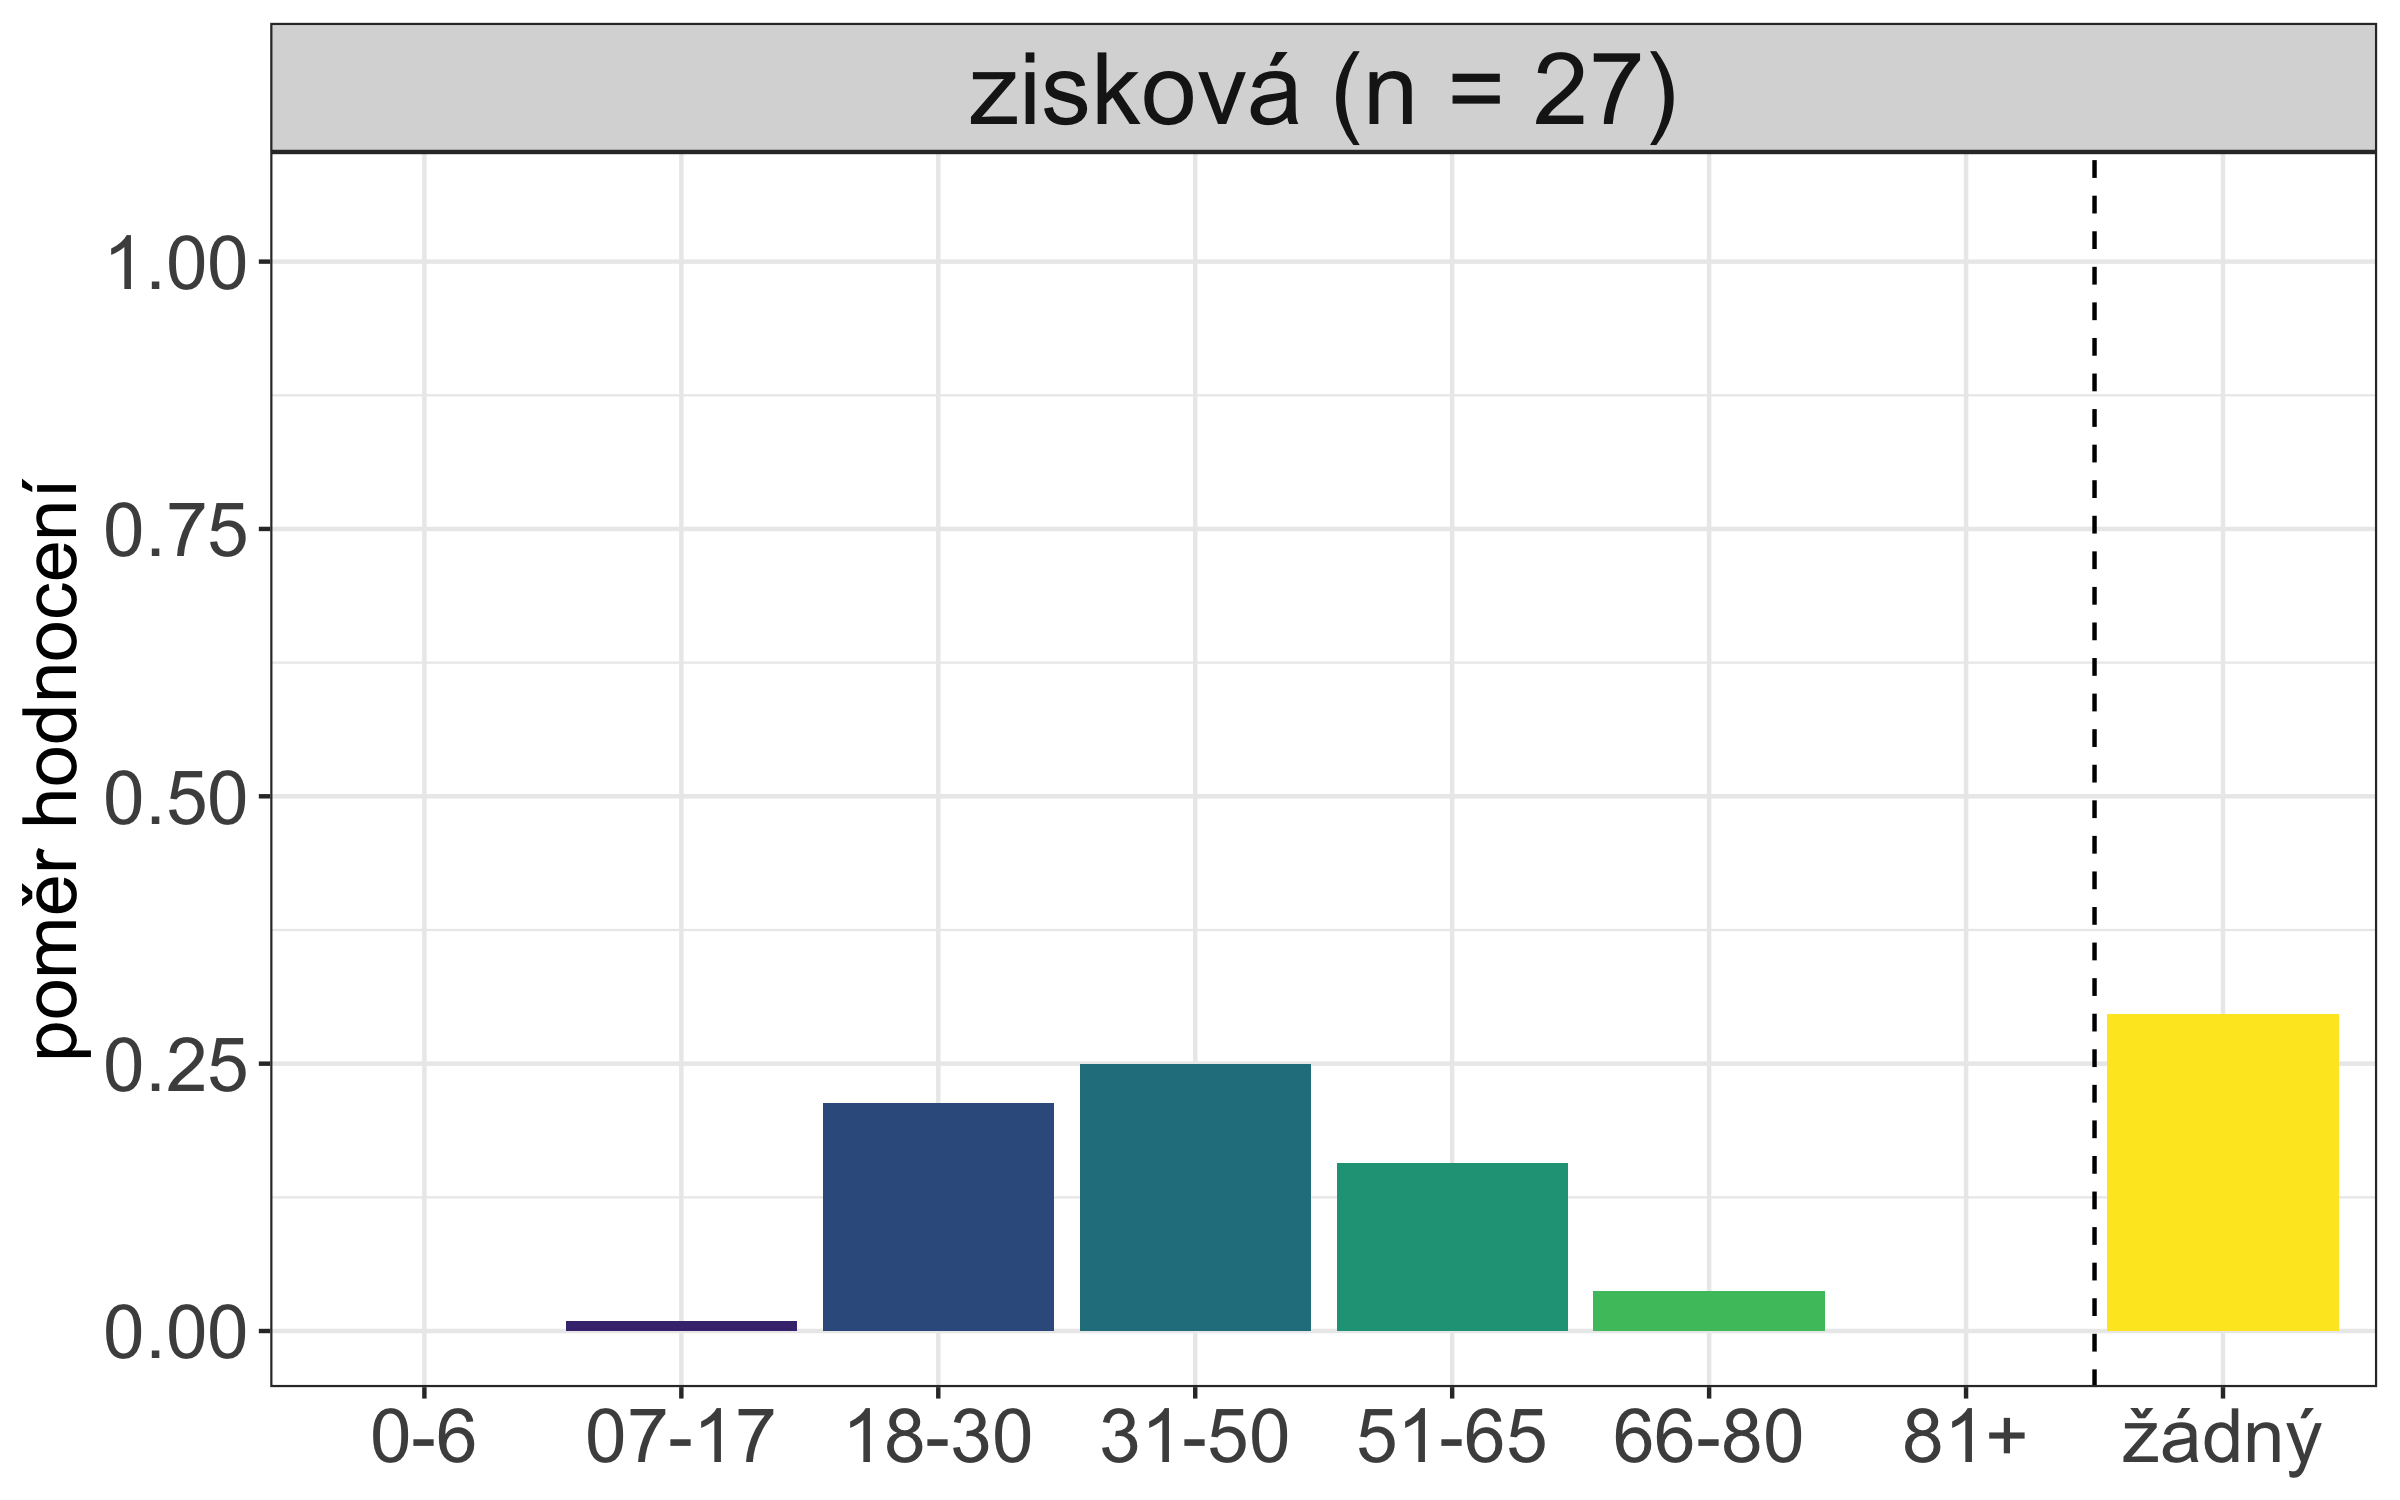 zisková (n = 27)
poměr hodnocení
1.00
0.75
0.50
0.25
0.00
0-6 07-17 18-30 31-50 51-65 66-80 81+ žádný